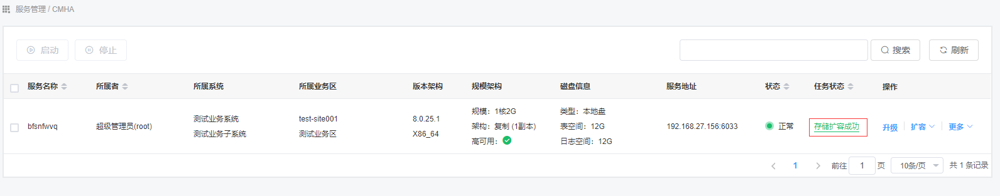 服务管理 / CMHA
启动 停止 搜索 刷新
服务名称 所属者 所属系统 所属业务区 版本架构 规模架构 磁盘信息 服务地址 状态 任务状态 操作
bfsnfwvq 超级管理员(root) 测试业务系统 test-site001 8.0.25.1 规模：1核2G 类型：本地盘 192.168.27.156:6033 正常 存储扩容成功 升级 扩容 更多
测试业务子系统 测试业务区 X86_64 架构：复制 (1副本) 表空间：12G
高可用： 日志空间：12G
1 前往 1 页 10条/页 共 1 条记录